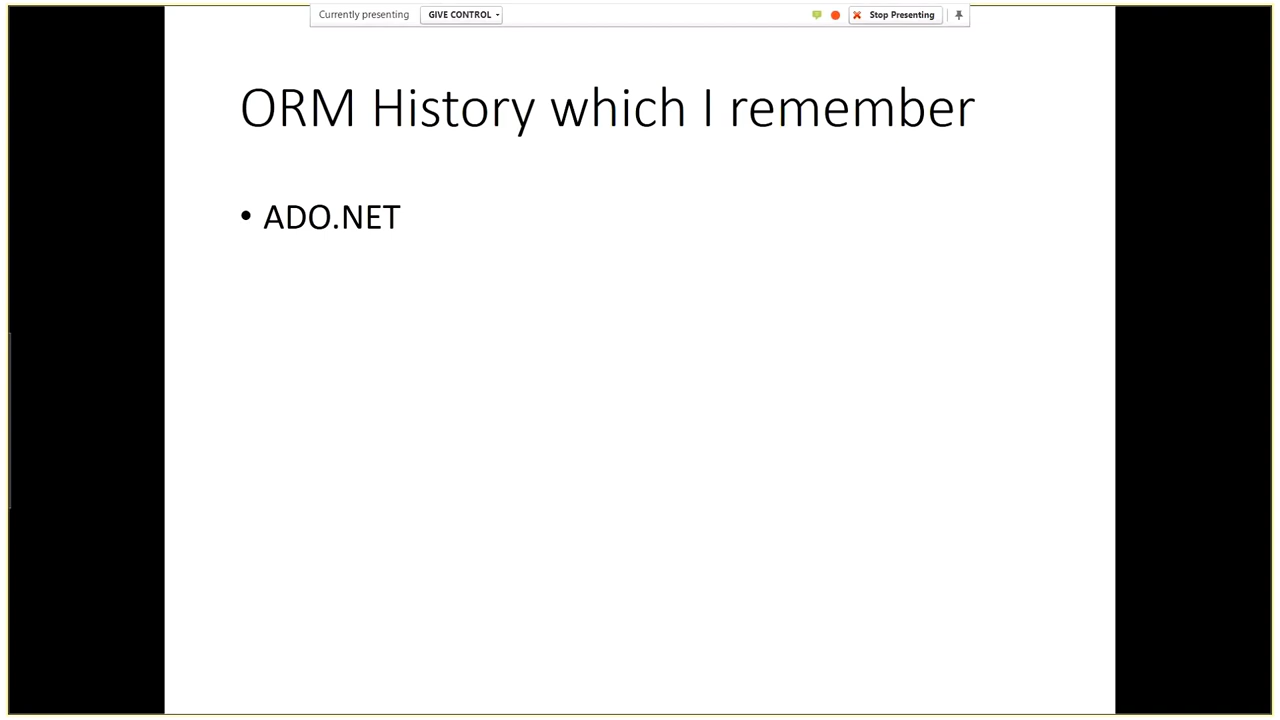 Currently presenting GIVE CONTROL Stop Presenting
ORM History which I remember
• ADO.NET